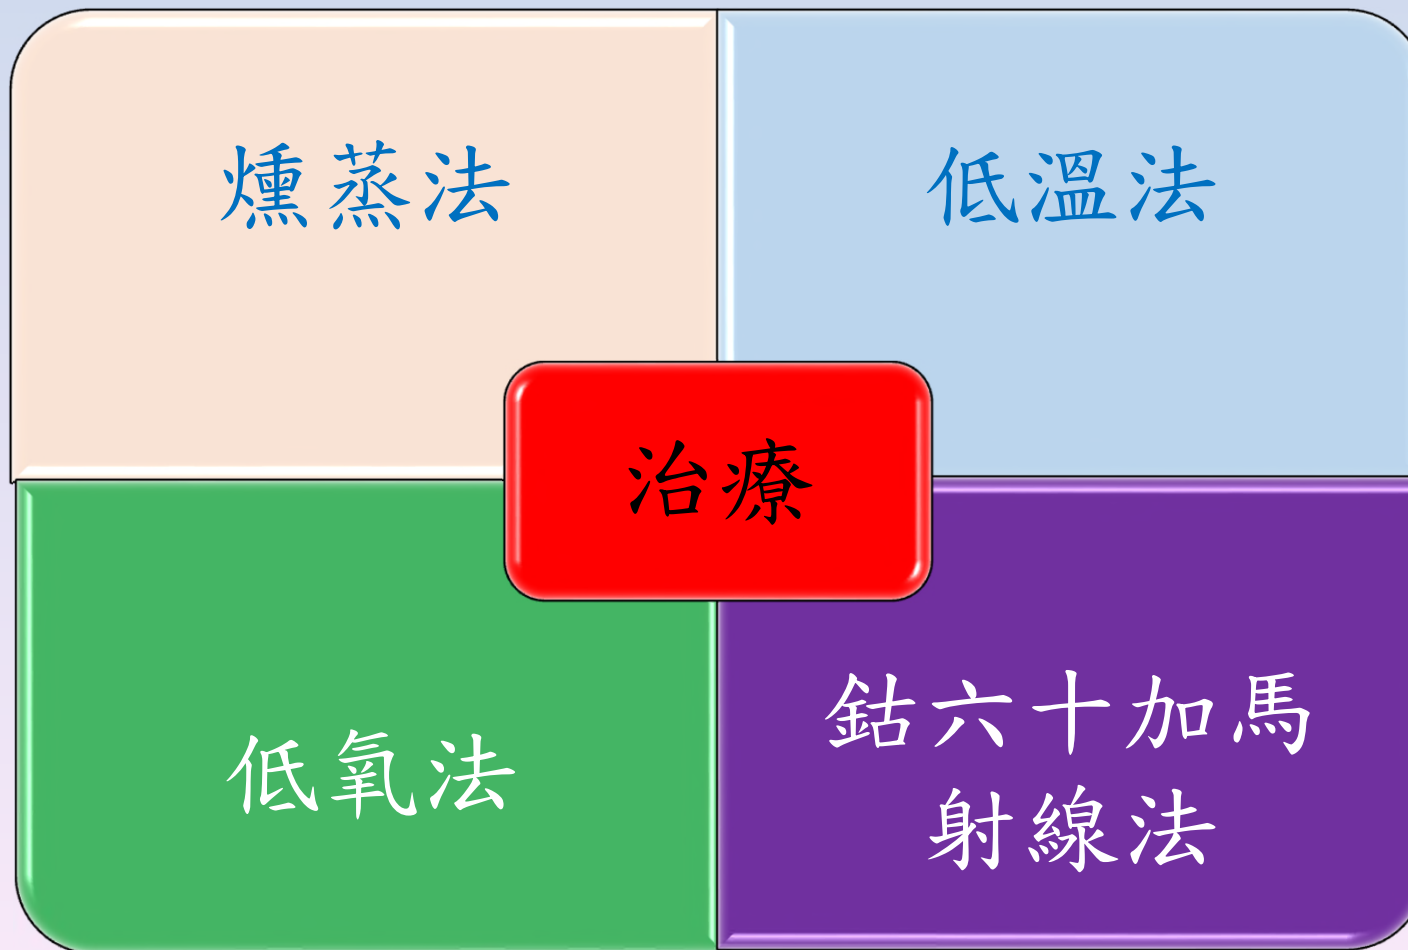 燻蒸法
低溫法
治療
低氧法
鈷六十加馬
射線法